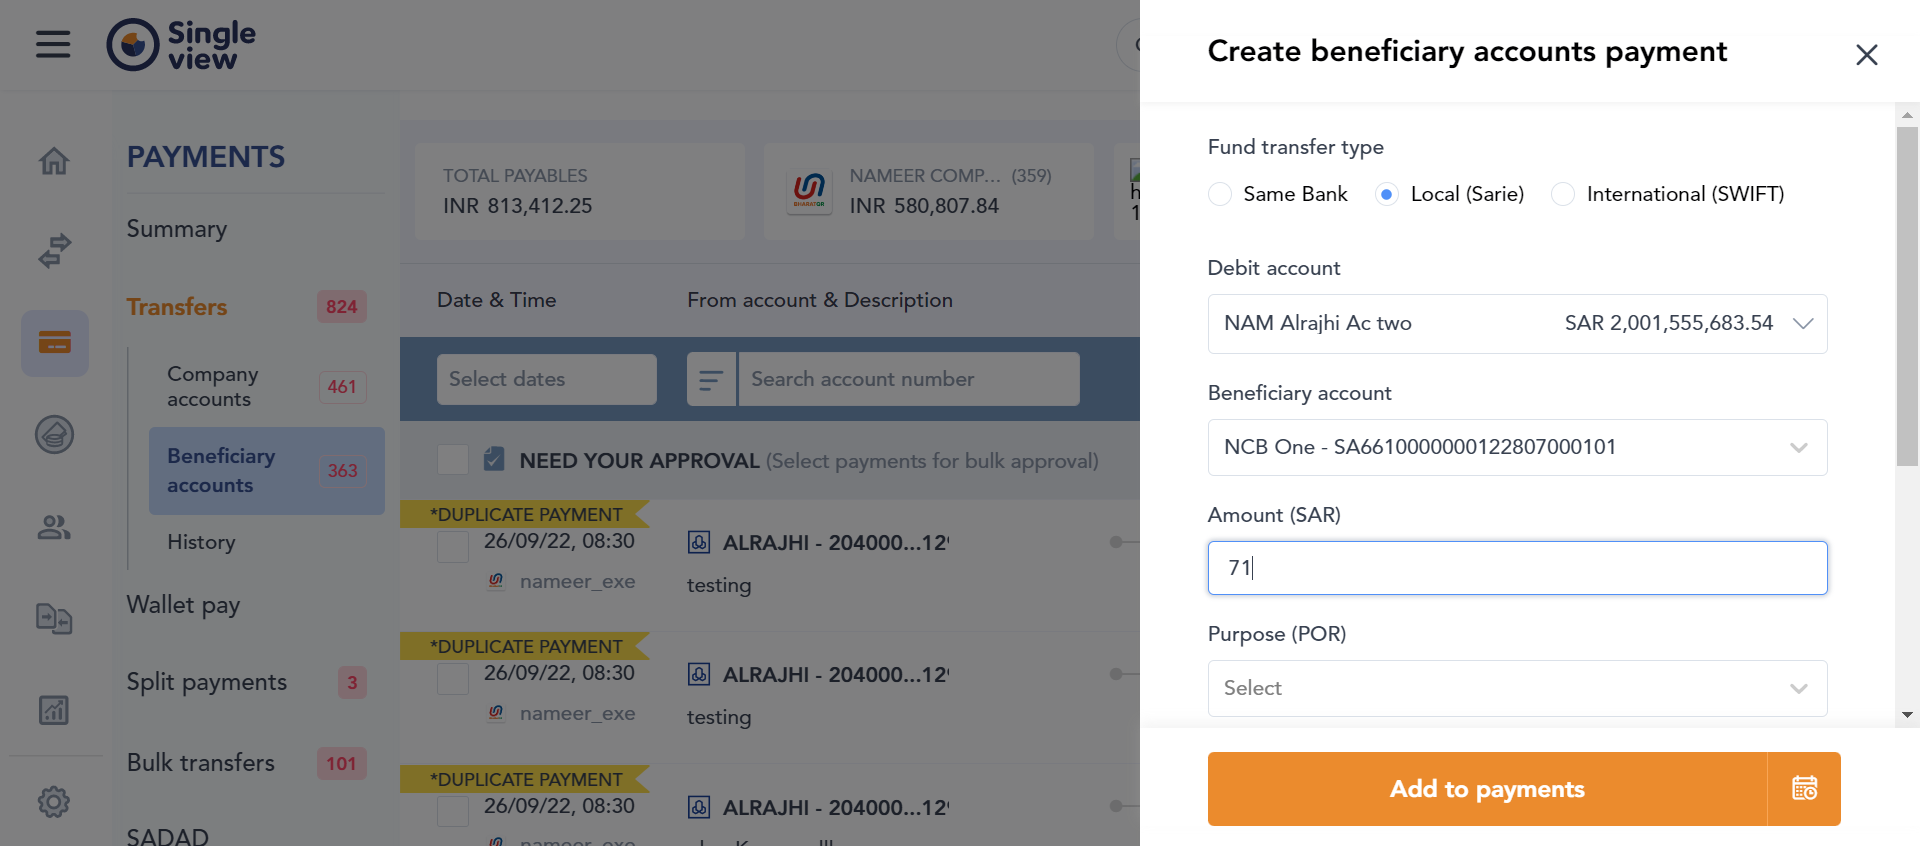 Single
view
PAYMENTS
Summary
Transfers 824
Company
accounts
461
Beneficiary
accounts
363
History
Wallet pay
Split payments 3
Bulk transfers 101
SADAD
TOTAL PAYABLES
INR 813,412.25
NAMEER COMP... (359)
INR 580,807.84
h
1
Date & Time From account & Description
Select dates Search account number
NEED YOUR APPROVAL (Select payments for bulk approval)
*DUPLICATE PAYMENT
26/09/22, 08:30 ALRAJHI - 204000...129
nameer_exe testing
*DUPLICATE PAYMENT
26/09/22, 08:30 ALRAJHI - 204000...129
nameer_exe testing
*DUPLICATE PAYMENT
26/09/22, 08:30 ALRAJHI - 204000...129
nameer_exe
Create beneficiary accounts payment
Fund transfer type
Same Bank Local (Sarie) International (SWIFT)
Debit account
NAM Alrajhi Ac two SAR 2,001,555,683.54
Beneficiary account
NCB One - SA6610000000122807000101
Amount (SAR)
71
Purpose (POR)
Select
Add to payments